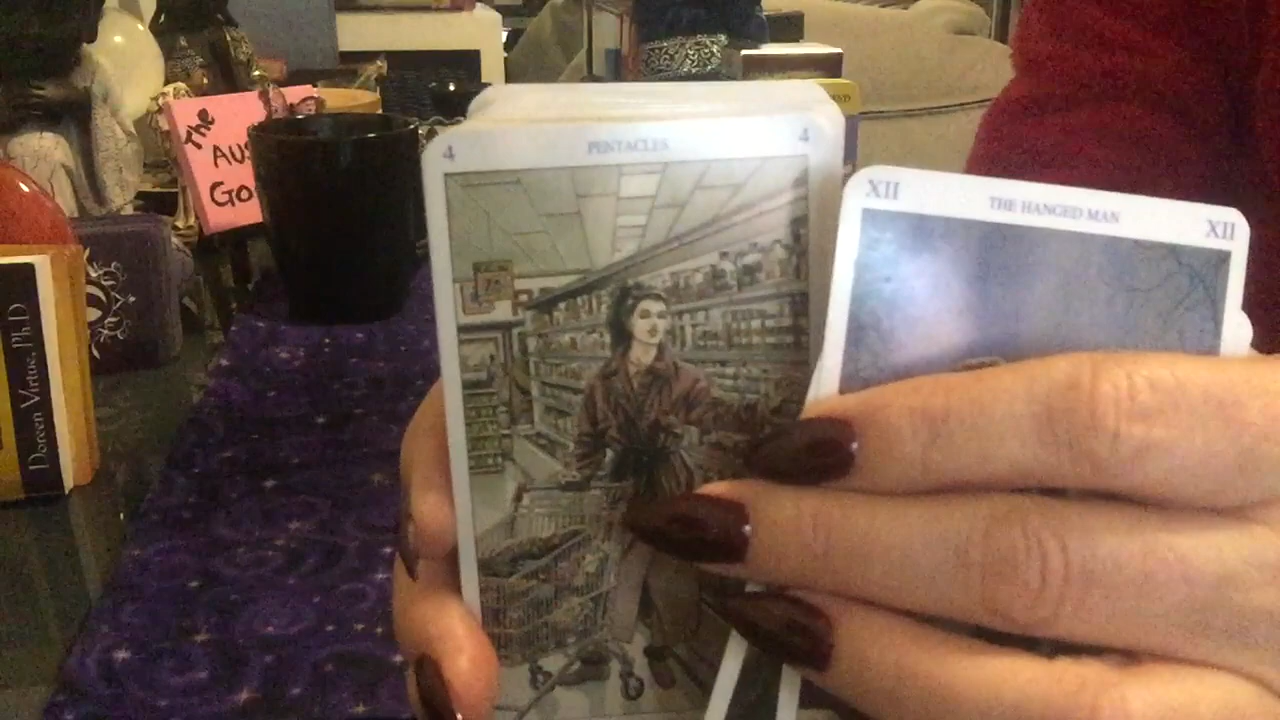 The
AUS
Go
4 PENTACLES 4
XII THE HANGED MAN XII
Doreen Virtue, Ph.D